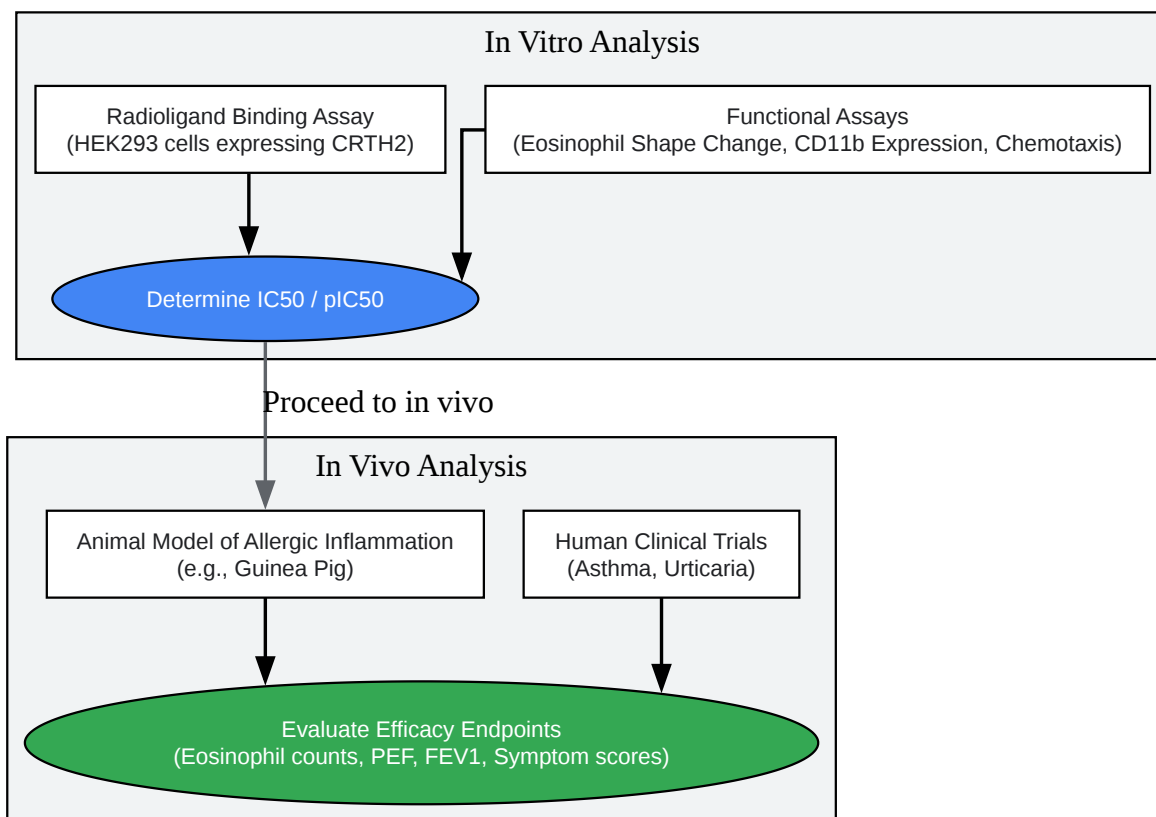 In Vitro Analysis
Radioligand Binding Assay
(HEK293 cells expressing CRTH2)
Functional Assays
(Eosinophil Shape Change, CD11b Expression, Chemotaxis)
Determine IC50 / pIC50
Proceed to in vivo
In Vivo Analysis
Animal Model of Allergic Inflammation
(e.g., Guinea Pig)
Human Clinical Trials
(Asthma, Urticaria)
Evaluate Efficacy Endpoints
(Eosinophil counts, PEF, FEV1, Symptom scores)